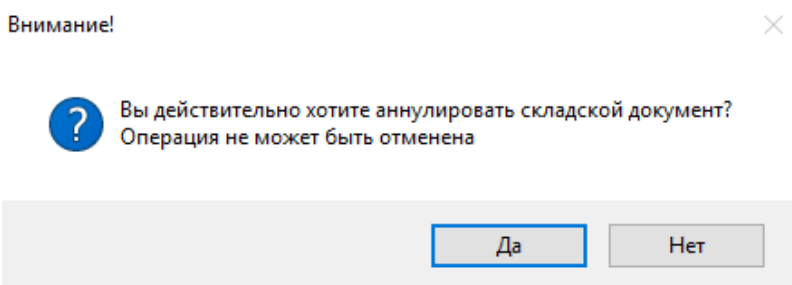 Внимание!
Вы действительно хотите аннулировать складской документ?
Операция не может быть отменена
Да
Нет